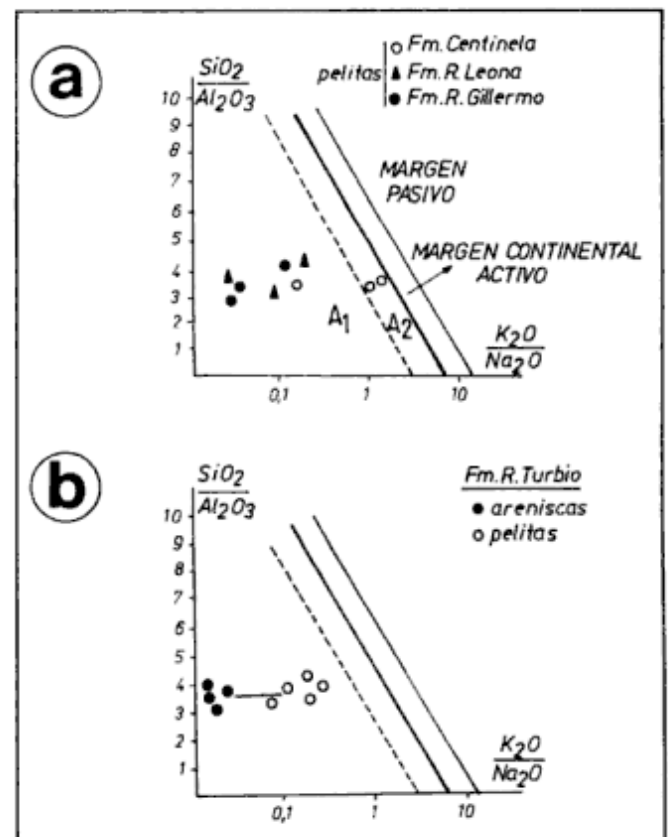 a
SiO2
Al2O3
pelitas
Fm. Centinela
Fm. R. Leona
Fm. R. Gillermo
10
9
8
7
6
5
4
3
2
1
MARGEN
PASIVO
MARGEN CONTINENTAL
ACTIVO
A1
A2
K2O
Na2O
0,1
1
10
b
SiO2
Al2O3
Fm. R. Turbio
areniscas
pelitas
10
9
8
7
6
5
4
3
2
1
K2O
Na2O
0,1
1
10